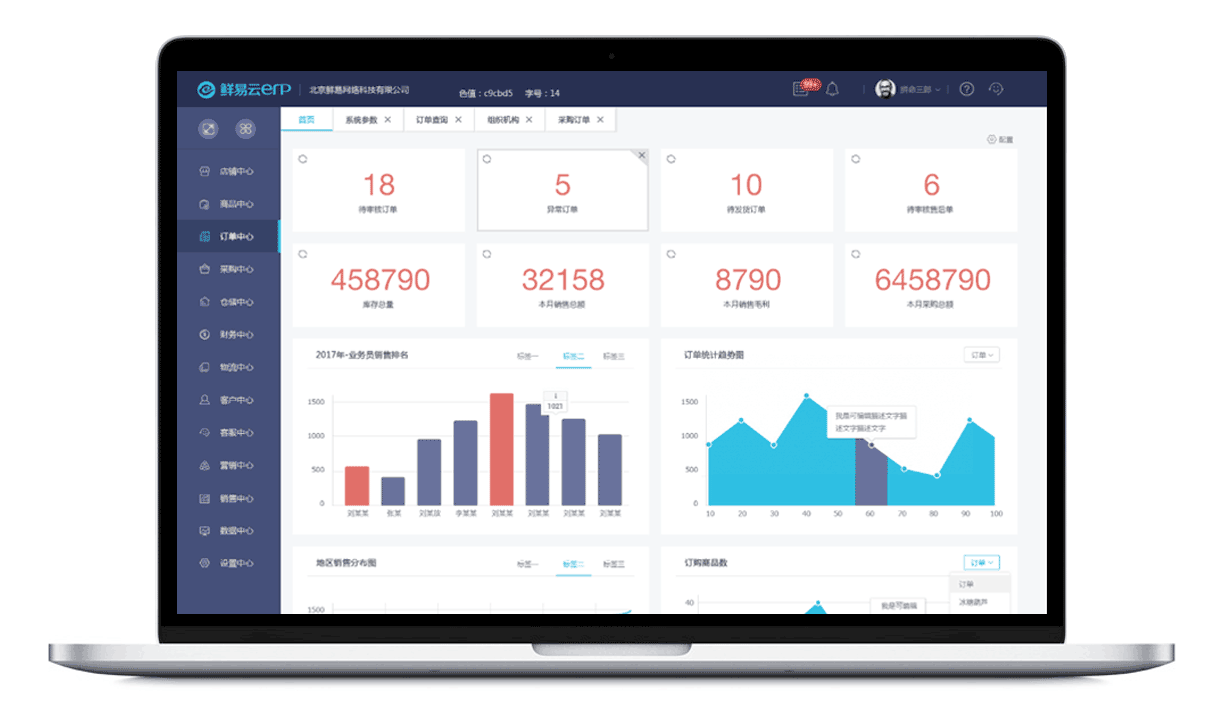 鲜易云erp 北京鲜易网络科技有限公司 色值：c9cbd5 字号：14 99+ 拼命三郎
首页 系统参数 订单查询 组织机构 采购订单
配置
店铺中心
商品中心
订单中心
采购中心
仓储中心
财务中心
物流中心
客户中心
客服中心
营销中心
销售中心
数据中心
设置中心
18
待审核订单
5
异常订单
10
待发货订单
6
待审核售后单
458790
库存总量
32158
本月销售总额
8790
本月销售毛利
6458790
本月采购总额
2017年-业务员销售排名 标签一 标签二 标签三
1500
1000
500
0
1023
刘某某 张某 刘某放 李某某 刘某某 刘某某 刘某某 刘某某
订单统计趋势图 订单
1500
1000
500
0
我是可编辑描述文字描
述文字描述文字
10 20 30 40 50 60 70 80 90 100
地区销售分布图 标签一 标签二 标签三
1500
订购商品数 订单
订单
冰糖葫芦
40
我是可编辑